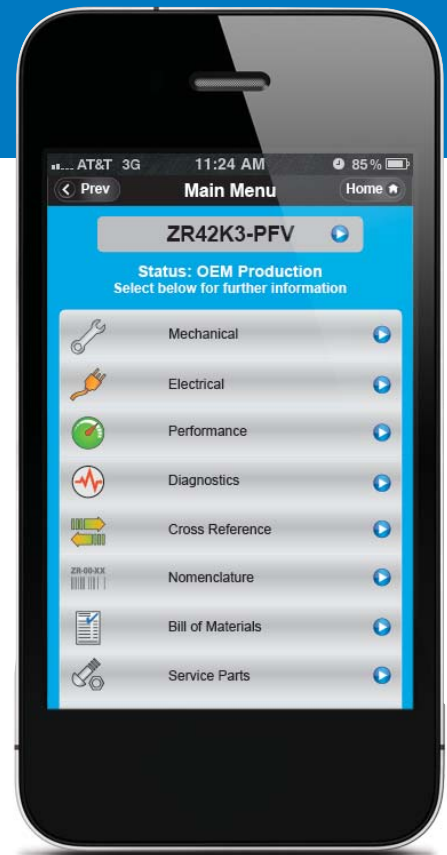 AT&T 3G 11:24 AM 85%
Prev Main Menu Home
ZR42K3-PFV
Status: OEM Production
Select below for further information
Mechanical
Electrical
Performance
Diagnostics
Cross Reference
ZR-00-XX
Nomenclature
Bill of Materials
Service Parts